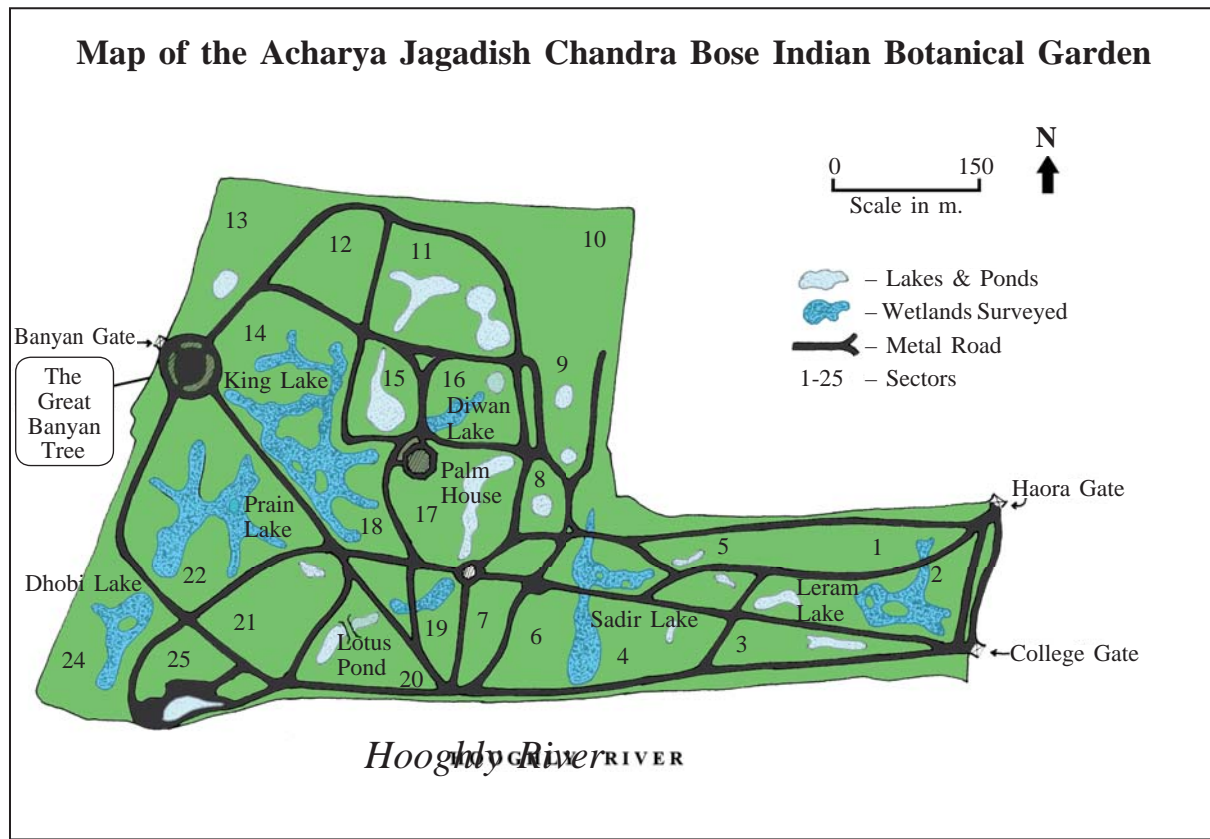 Map of the Acharya Jagadish Chandra Bose Indian Botanical Garden
N
0 150
Scale in m.
– Lakes & Ponds
– Wetlands Surveyed
– Metal Road
1-25 – Sectors
13
12
11
10
Banyan Gate
14
The
Great
Banyan
Tree
King Lake
15
16
9
Diwan
Lake
Palm
House
8
Haora Gate
Prain
Lake
18
17
5
1
2
Dhobi Lake
22
Leram
Lake
21
Lotus
Pond
19
7
6
Sadir Lake
4
3
College Gate
24
25
20
Hooghly River
HOOGHLY RIVER